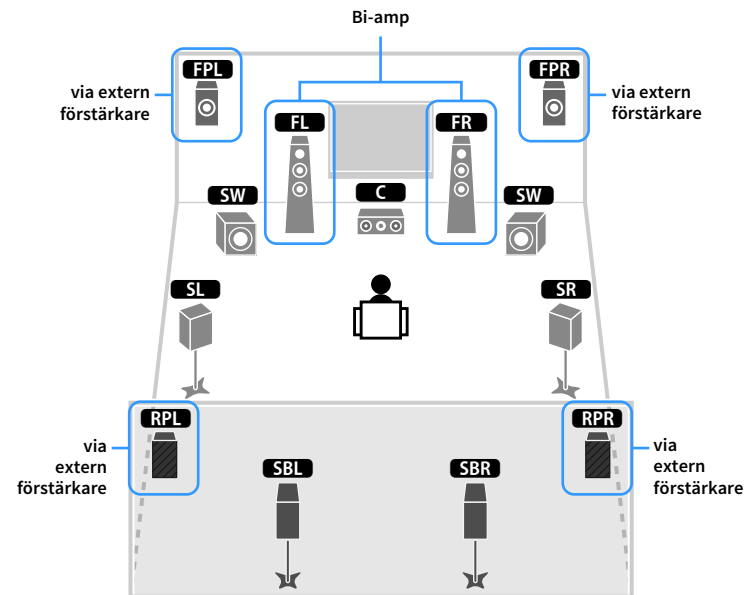 Bi-amp
FPL
FPR
via extern
förstärkare
via extern
förstärkare
FL
FR
SW
C
SW
SL
SR
RPL
RPR
via
extern
förstärkare
via
extern
förstärkare
SBL
SBR